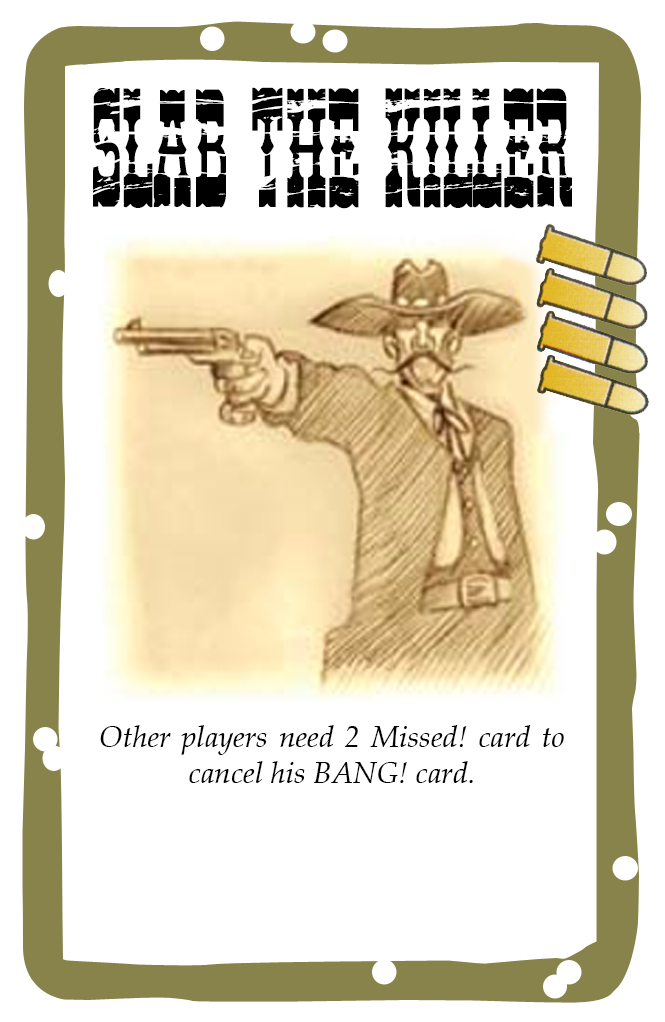 SLAB THE KILLER
Other players need 2 Missed! card to
cancel his BANG! card.